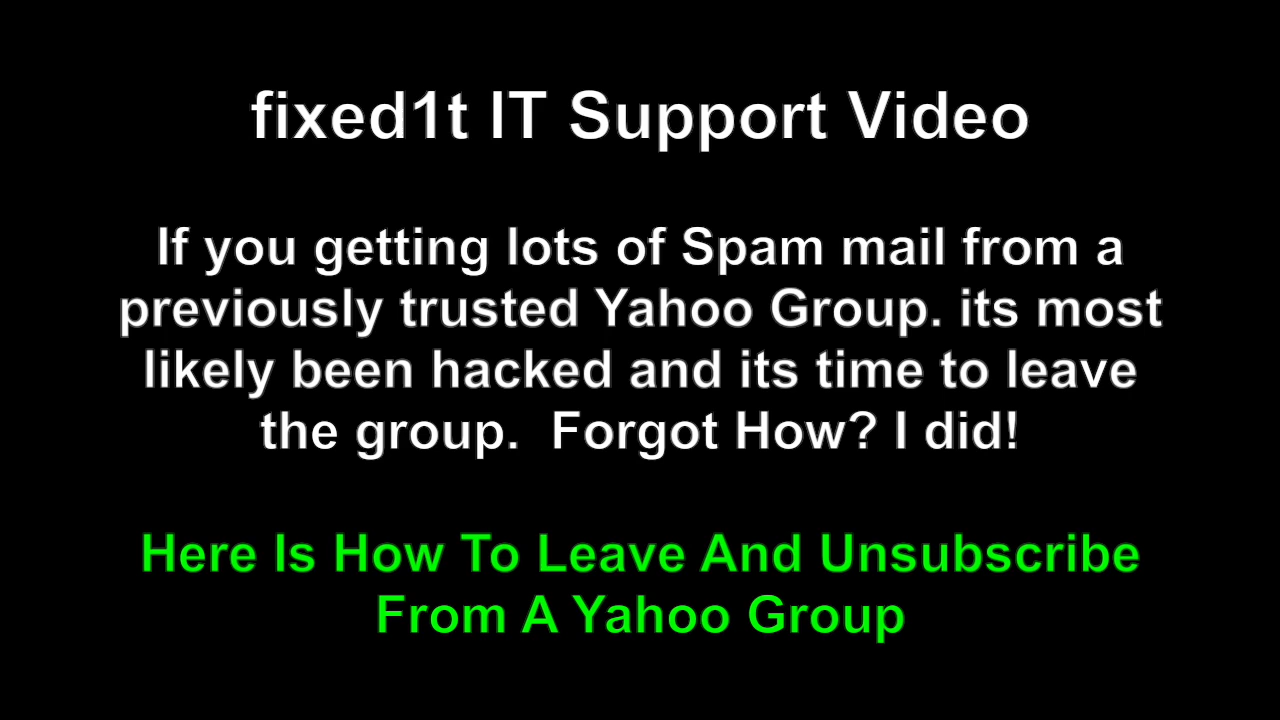 fixed1t IT Support Video
If you getting lots of Spam mail from a
previously trusted Yahoo Group. its most
likely been hacked and its time to leave
the group.  Forgot How? I did!
Here Is How To Leave And Unsubscribe
From A Yahoo Group